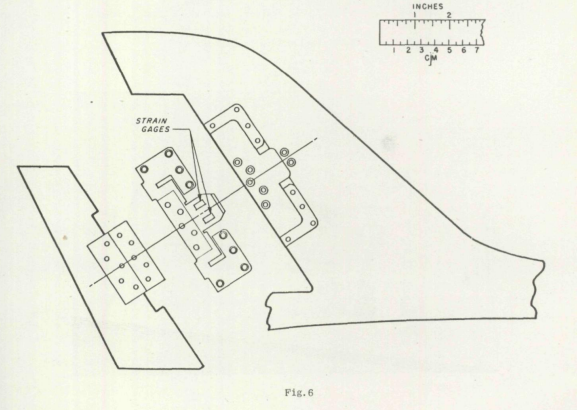 INCHES
1 2
1 2 3 4 5 6 7
CM
STRAIN
GAGES
Fig.6